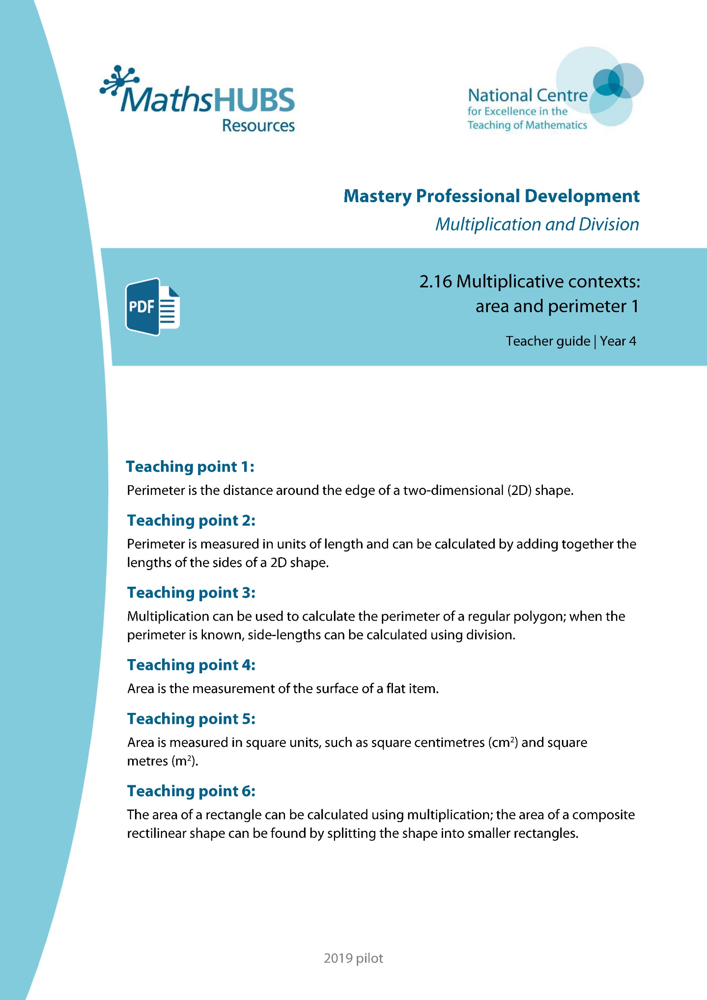 MathsHUBS
Resources
National Centre
for Excellence in the
Teaching of Mathematics
Mastery Professional Development
Multiplication and Division
PDF
2.16 Multiplicative contexts:
area and perimeter 1
Teacher guide | Year 4
Teaching point 1:
Perimeter is the distance around the edge of a two-dimensional (2D) shape.
Teaching point 2:
Perimeter is measured in units of length and can be calculated by adding together the
lengths of the sides of a 2D shape.
Teaching point 3:
Multiplication can be used to calculate the perimeter of a regular polygon; when the
perimeter is known, side-lengths can be calculated using division.
Teaching point 4:
Area is the measurement of the surface of a flat item.
Teaching point 5:
Area is measured in square units, such as square centimetres (cm²) and square
metres (m²).
Teaching point 6:
The area of a rectangle can be calculated using multiplication; the area of a composite
rectilinear shape can be found by splitting the shape into smaller rectangles.
2019 pilot